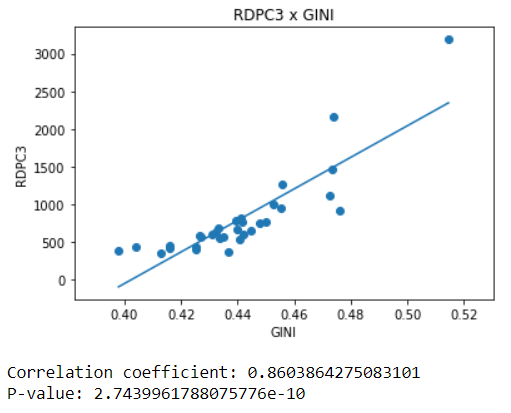 RDPC3 x GINI
3000
2500
2000
1500
1000
500
0
RDPC3
0.40 0.42 0.44 0.46 0.48 0.50 0.52
GINI
Correlation coefficient: 0.8603864275083101
P-value: 2.7439961788075776e-10